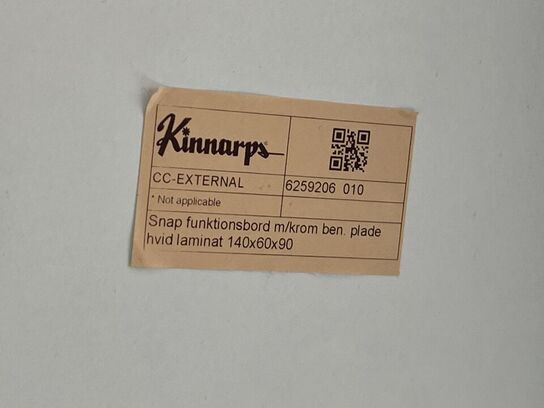 Kinnarps
CC-EXTERNAL 6259206 010
* Not applicable
Snap funktionsbord m/krom ben. plade
hvid laminat 140x60x90